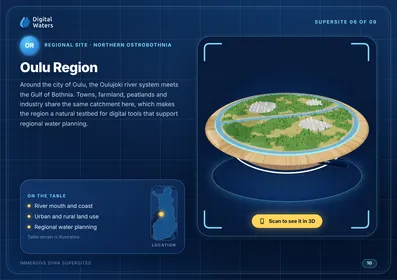 Digital
Waters
SUPERSITE 06 OF 09
OR
REGIONAL SITE · NORTHERN OSTROBOTHNIA
Oulu Region
Around the city of Oulu, the Oulujoki river system meets
the Gulf of Bothnia. Towns, farmland, peatlands and
industry share the same catchment here, which makes
the region a natural testbed for digital tools that support
regional water planning.
ON THE TABLE
River mouth and coast
Urban and rural land use
Regional water planning
Table terrain is illustrative.
LOCATION
Scan to see it in 3D
IMMERSIVE DIWA SUPERSITES
10